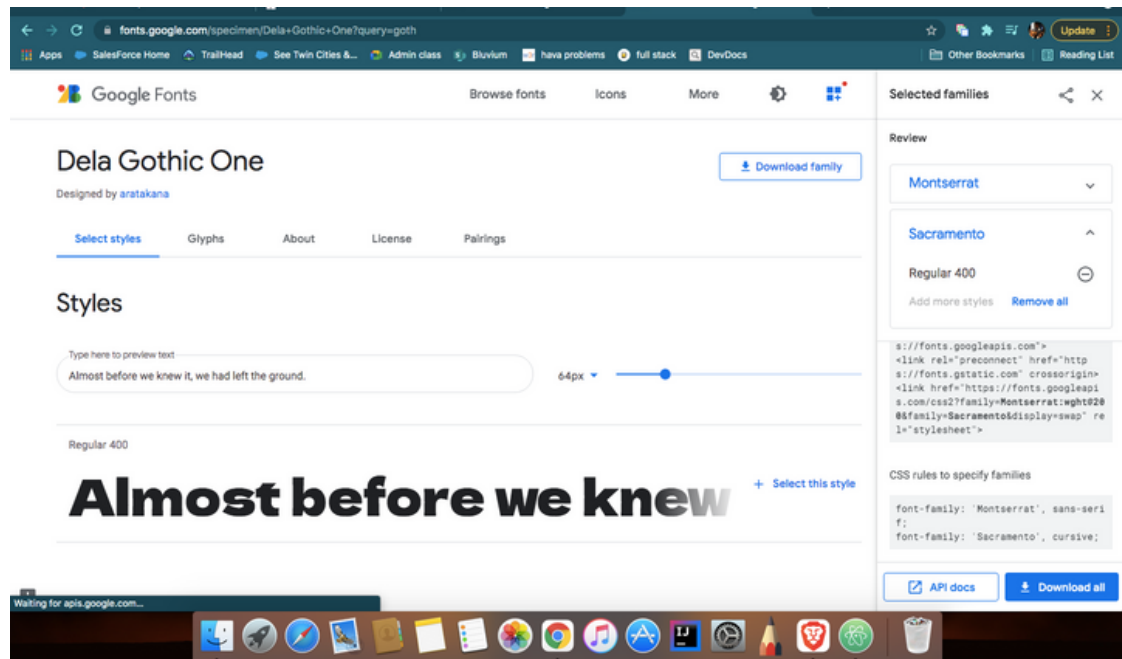 fonts.google.com/specimen/Dela+Gothic+One?query=goth
Update
Apps SalesForce Home TrailHead See Twin Cities &... Admin class Bluvium hava problems full stack DevDocs Other Bookmarks Reading List
Google Fonts Browse fonts Icons More
Selected families
Dela Gothic One
Designed by aratakana
Download family
Select styles Glyphs About License Pairings
Styles
Type here to preview text
Almost before we knew it, we had left the ground.
64px
Regular 400
Almost before we knew
+ Select this style
Review
Montserrat
Sacramento
Regular 400
Add more styles Remove all
s://fonts.googleapis.com">
<link rel="preconnect" href="http
s://fonts.gstatic.com" crossorigin>
<link href="https://fonts.googleapi
s.com/css2?family=Montserrat:wght@20
0&family=Sacramento&display=swap" re
l="stylesheet">
CSS rules to specify families
font-family: 'Montserrat', sans-seri
f;
font-family: 'Sacramento', cursive;
API docs Download all
Waiting for apis.google.com...